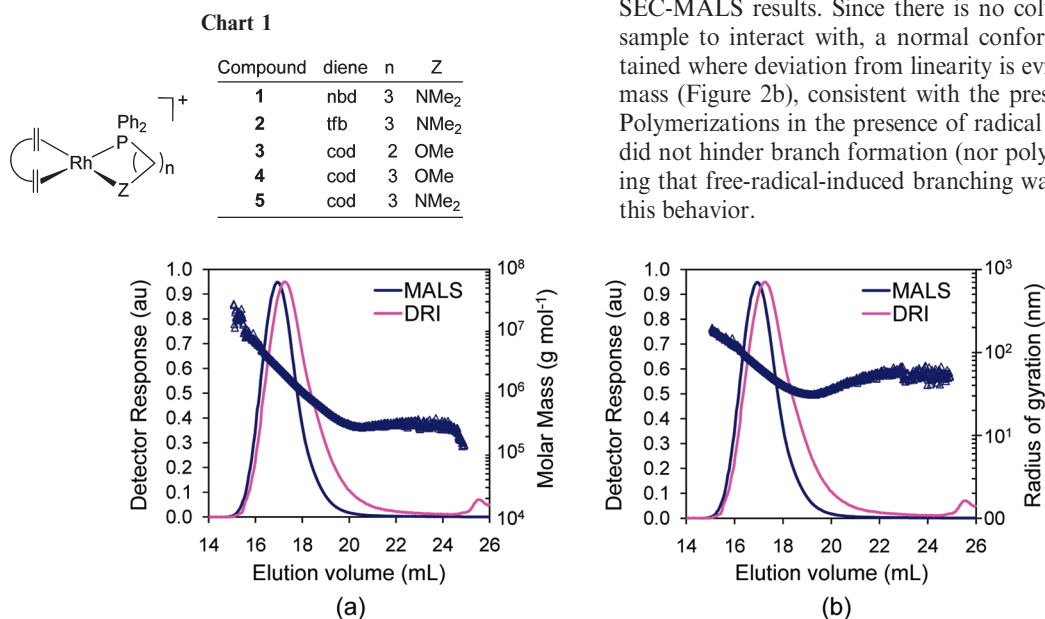 Chart 1
Compound diene n Z
1 nbd 3 NMe2
2 tfb 3 NMe2
3 cod 2 OMe
4 cod 3 OMe
5 cod 3 NMe2
+
Ph2
P
Rh
n
Z
SEC-MALS results. Since there is no col
sample to interact with, a normal confor
tained where deviation from linearity is evi
mass (Figure 2b), consistent with the pres
Polymerizations in the presence of radical
did not hinder branch formation (nor poly
ing that free-radical-induced branching wa
this behavior.
Detector Response (au)
1.0
0.9
0.8
0.7
0.6
0.5
0.4
0.3
0.2
0.1
0.0
MALS
DRI
10^8
10^7
10^6
10^5
10^4
Molar Mass (g mol-1)
14 16 18 20 22 24 26
Elution volume (mL)
(a)
Detector Response (au)
1.0
0.9
0.8
0.7
0.6
0.5
0.4
0.3
0.2
0.1
0.0
MALS
DRI
10^3
10^2
10^1
00
Radius of gyration (nm)
14 16 18 20 22 24 26
Elution volume (mL)
(b)